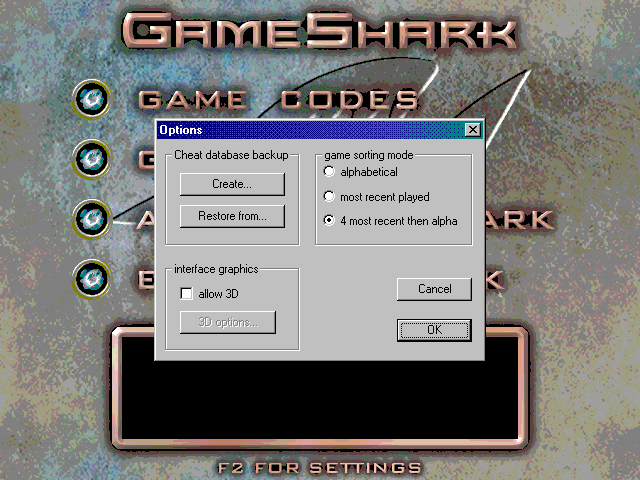 GameShark
GAME CODES
Options
Cheat database backup
Create...
Restore from...
game sorting mode
alphabetical
most recent played
4 most recent then alpha
interface graphics
allow 3D
3D options...
Cancel
OK
F2 FOR SETTINGS